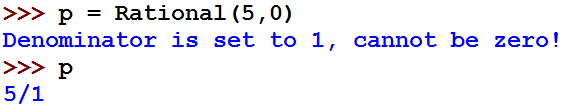 >>> p = Rational(5,0)
Denominator is set to 1, cannot be zero!
>>> p
5/1